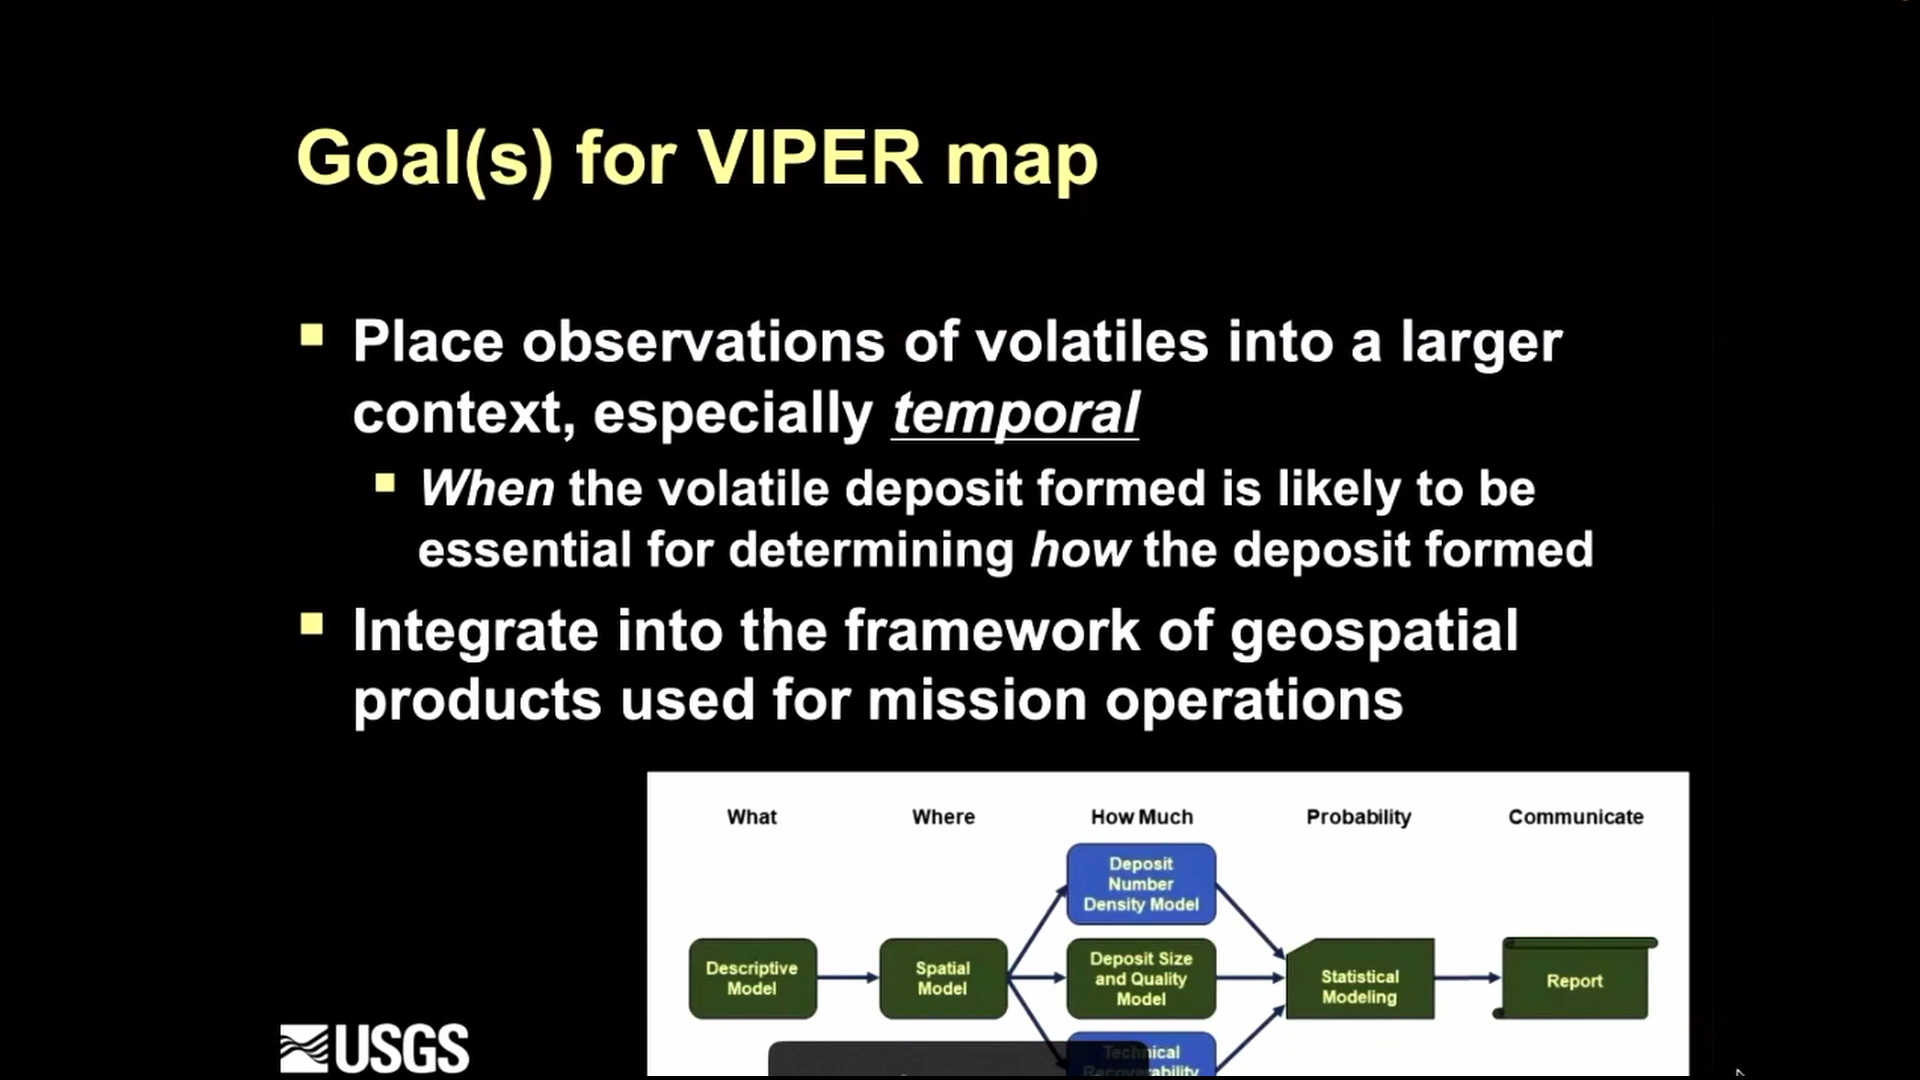 Goal(s) for VIPER map
Place observations of volatiles into a larger
context, especially temporal
When the volatile deposit formed is likely to be
essential for determining how the deposit formed
Integrate into the framework of geospatial
products used for mission operations
What
Where
How Much
Probability
Communicate
Deposit
Number
Density Model
Descriptive
Model
Spatial
Model
Deposit Size
and Quality
Model
Statistical
Modeling
Report
Technical
Recoverability
USGS